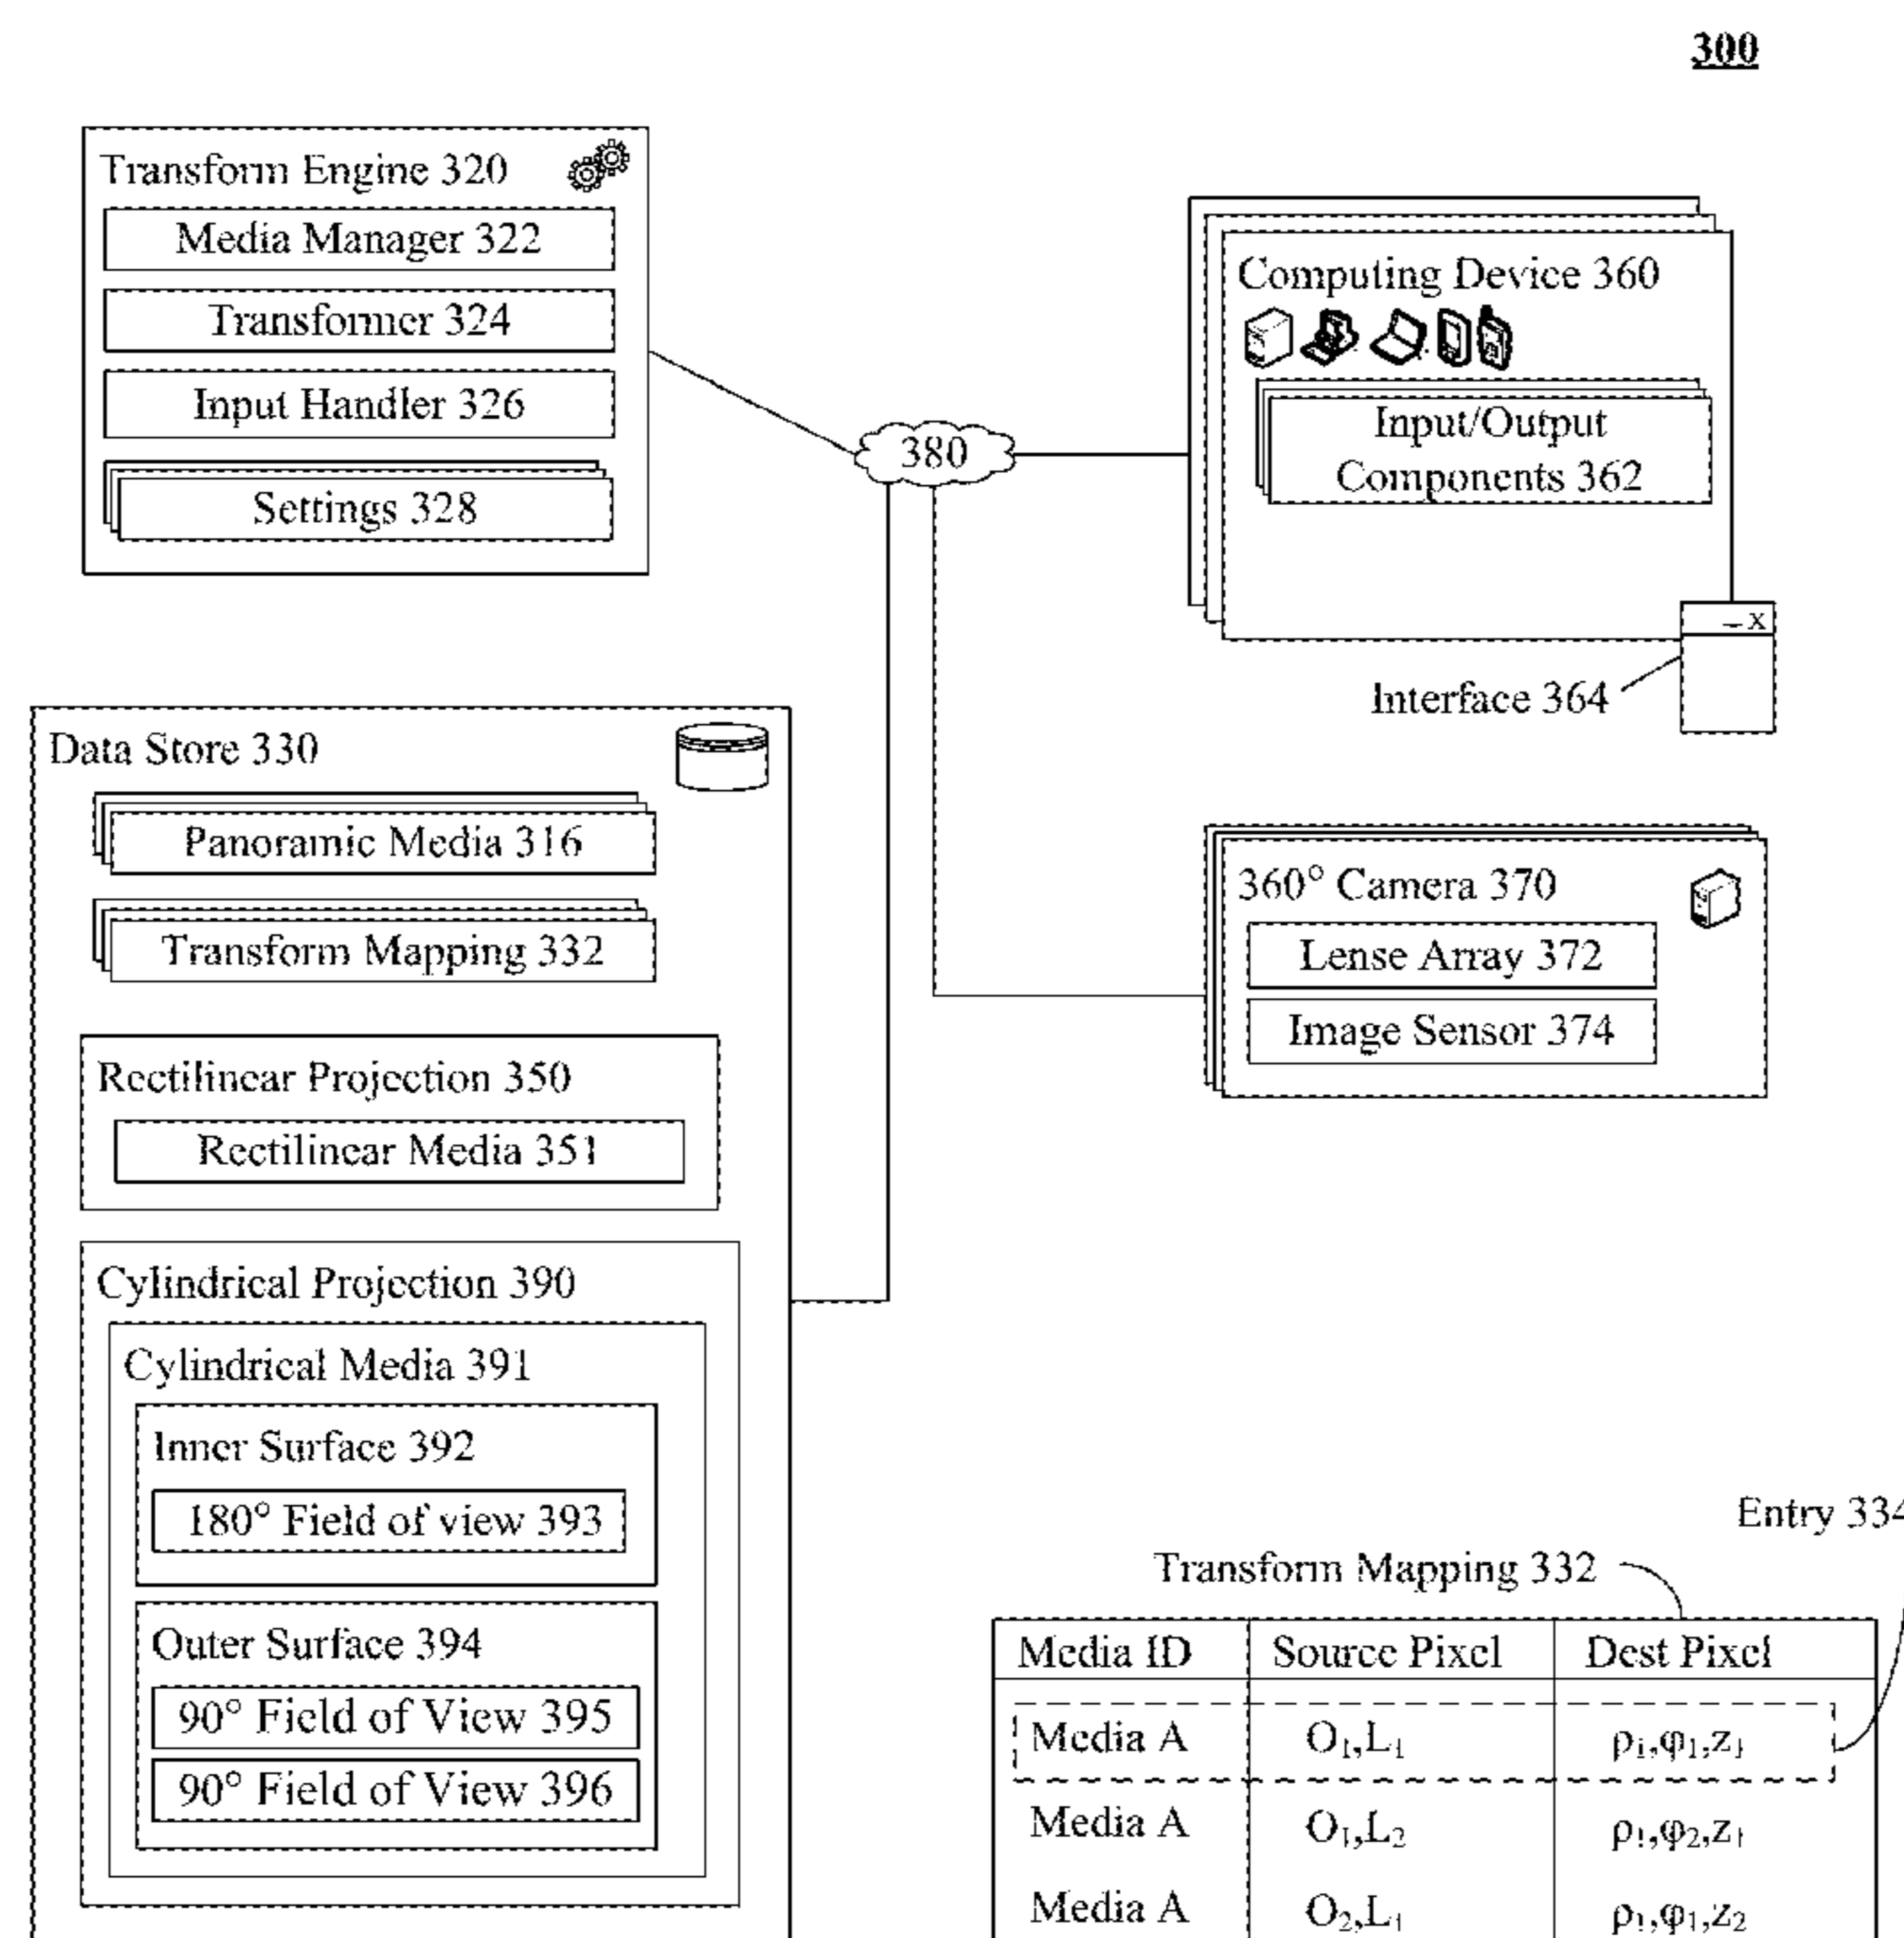 300
Transform Engine 320
Media Manager 322
Transformer 324
Input Handler 326
Settings 328
380
Computing Device 360
Input/Output
Components 362
– X
Interface 364
Data Store 330
Panoramic Media 316
Transform Mapping 332
Rectilinear Projection 350
Rectilinear Media 351
Cylindrical Projection 390
Cylindrical Media 391
Inner Surface 392
180° Field of view 393
Outer Surface 394
90° Field of View 395
90° Field of View 396
360° Camera 370
Lense Array 372
Image Sensor 374
Entry 334
Transform Mapping 332
Media ID Source Pixel Dest Pixel
Media A O₁,L₁ ρ₁,φ₁,z₁
Media A O₁,L₂ ρ₁,φ₂,z₁
Media A O₂,L₁ ρ₁,φ₁,z₂